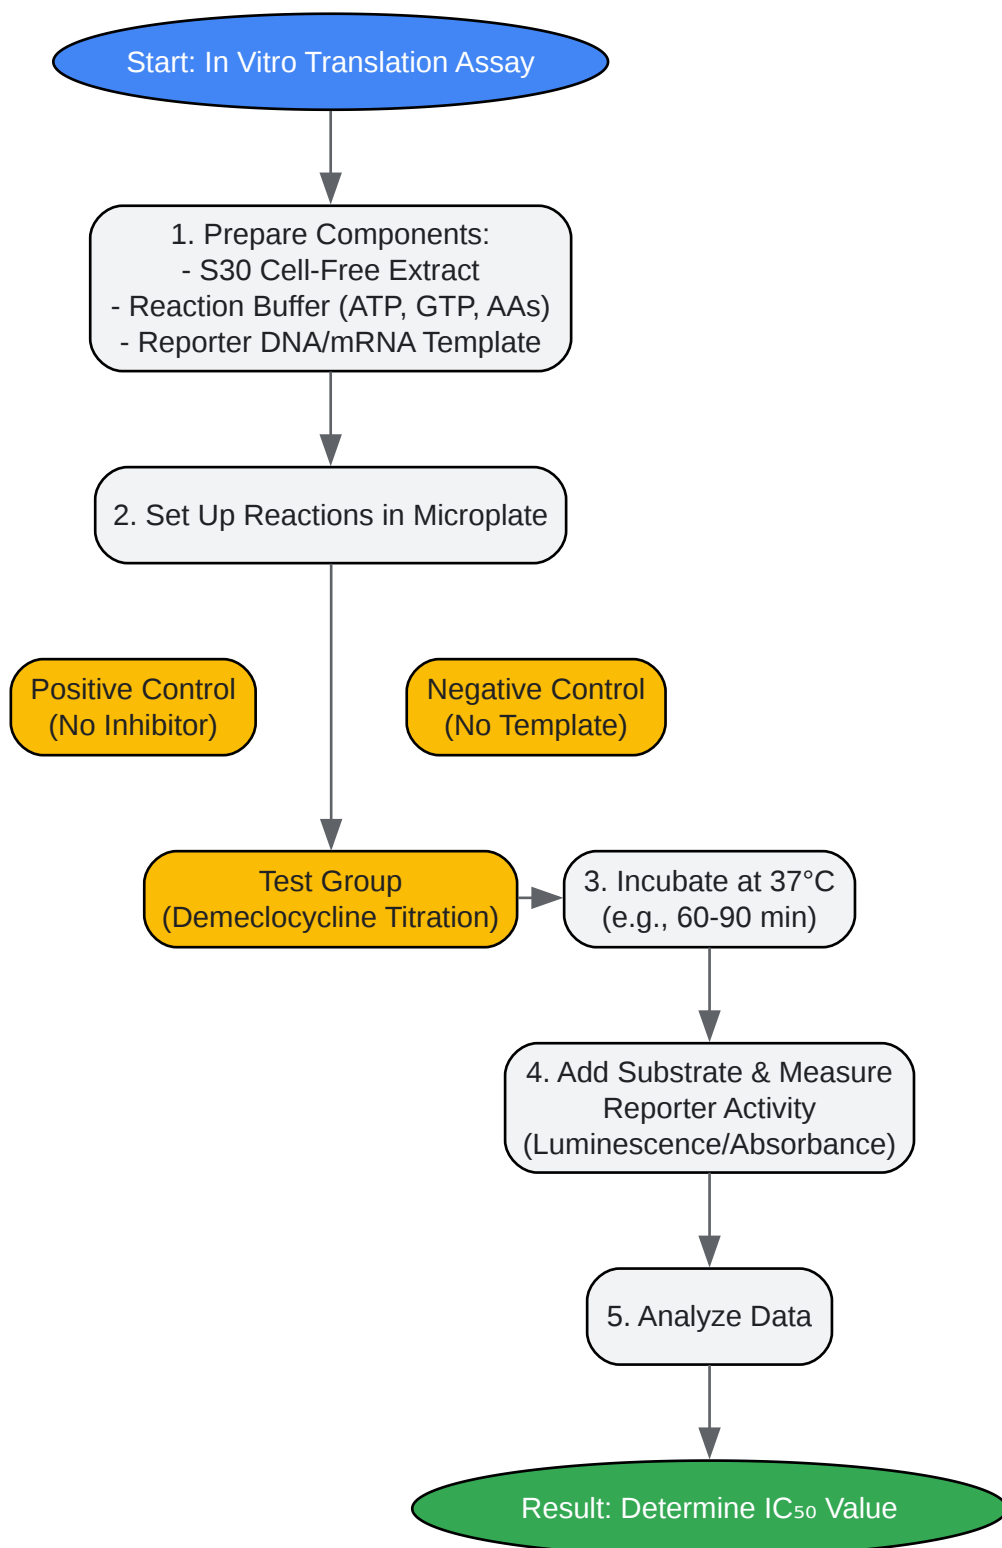 Start: In Vitro Translation Assay
1. Prepare Components:
- S30 Cell-Free Extract
- Reaction Buffer (ATP, GTP, AAs)
- Reporter DNA/mRNA Template
2. Set Up Reactions in Microplate
Positive Control
(No Inhibitor)
Negative Control
(No Template)
Test Group
(Demeclocycline Titration)
3. Incubate at 37°C
(e.g., 60-90 min)
4. Add Substrate & Measure
Reporter Activity
(Luminescence/Absorbance)
5. Analyze Data
Result: Determine IC₅₀ Value